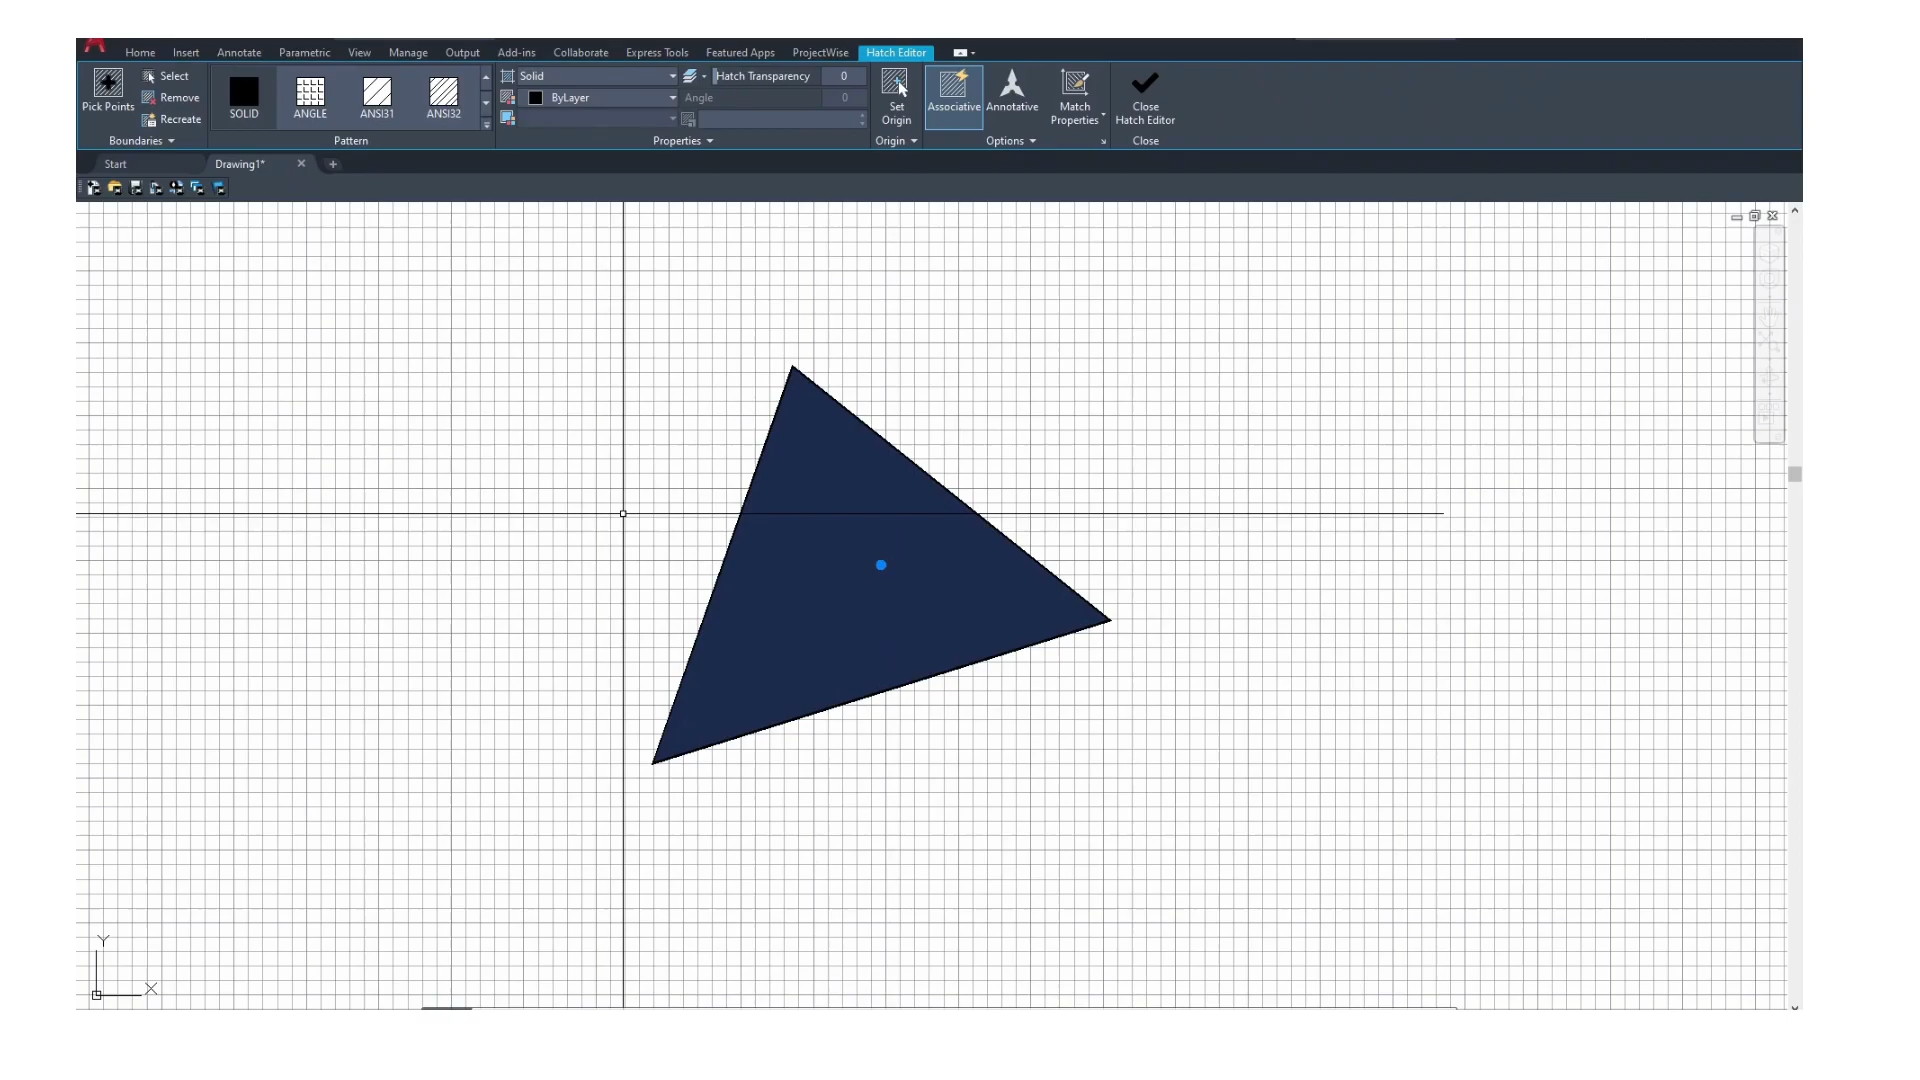 Home Insert Annotate Parametric View Manage Output Add-ins Collaborate Express Tools Featured Apps ProjectWise Hatch Editor
Pick Points
Select
Remove
Recreate
Boundaries
SOLID
ANGLE
ANSI31
ANSI32
Pattern
Solid
ByLayer
Hatch Transparency 0
Angle 0
Properties
Set
Origin
Origin
Associative
Annotative
Match
Properties
Options
Close
Hatch Editor
Close
Start Drawing1*
Y
X